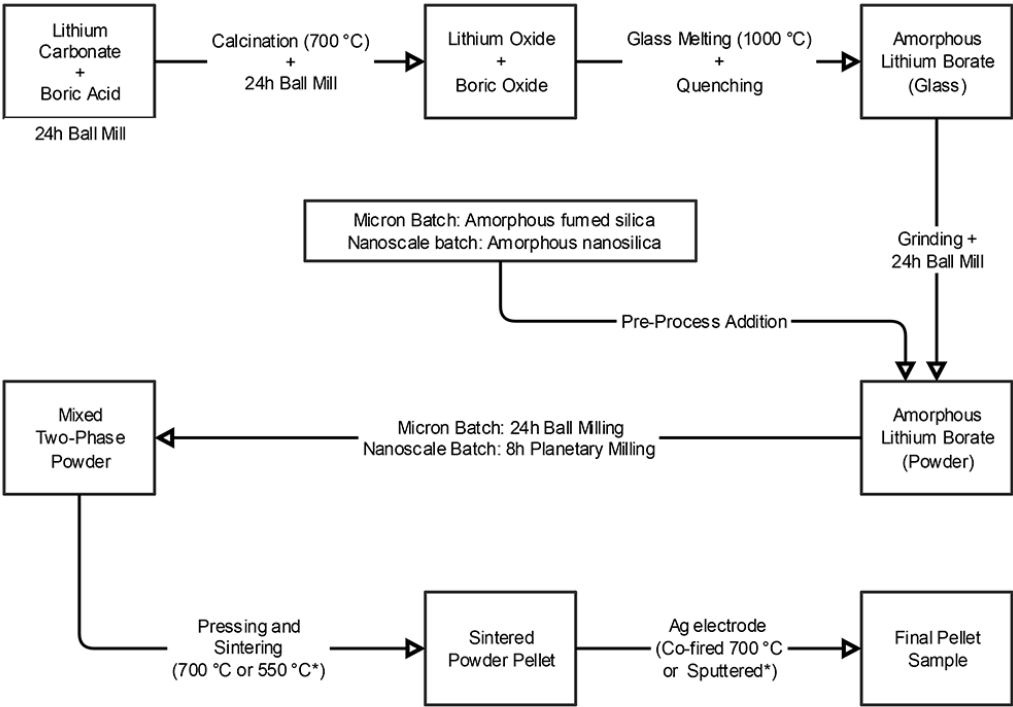 Lithium
Carbonate
+
Boric Acid
24h Ball Mill
Calcination (700 °C)
+
24h Ball Mill
Lithium Oxide
+
Boric Oxide
Glass Melting (1000 °C)
+
Quenching
Amorphous
Lithium Borate
(Glass)
Grinding +
24h Ball Mill
Micron Batch: Amorphous fumed silica
Nanoscale batch: Amorphous nanosilica
Pre-Process Addition
Amorphous
Lithium Borate
(Powder)
Micron Batch: 24h Ball Milling
Nanoscale Batch: 8h Planetary Milling
Mixed
Two-Phase
Powder
Pressing and
Sintering
(700 °C or 550 °C*)
Sintered
Powder Pellet
Ag electrode
(Co-fired 700 °C
or Sputtered*)
Final Pellet
Sample